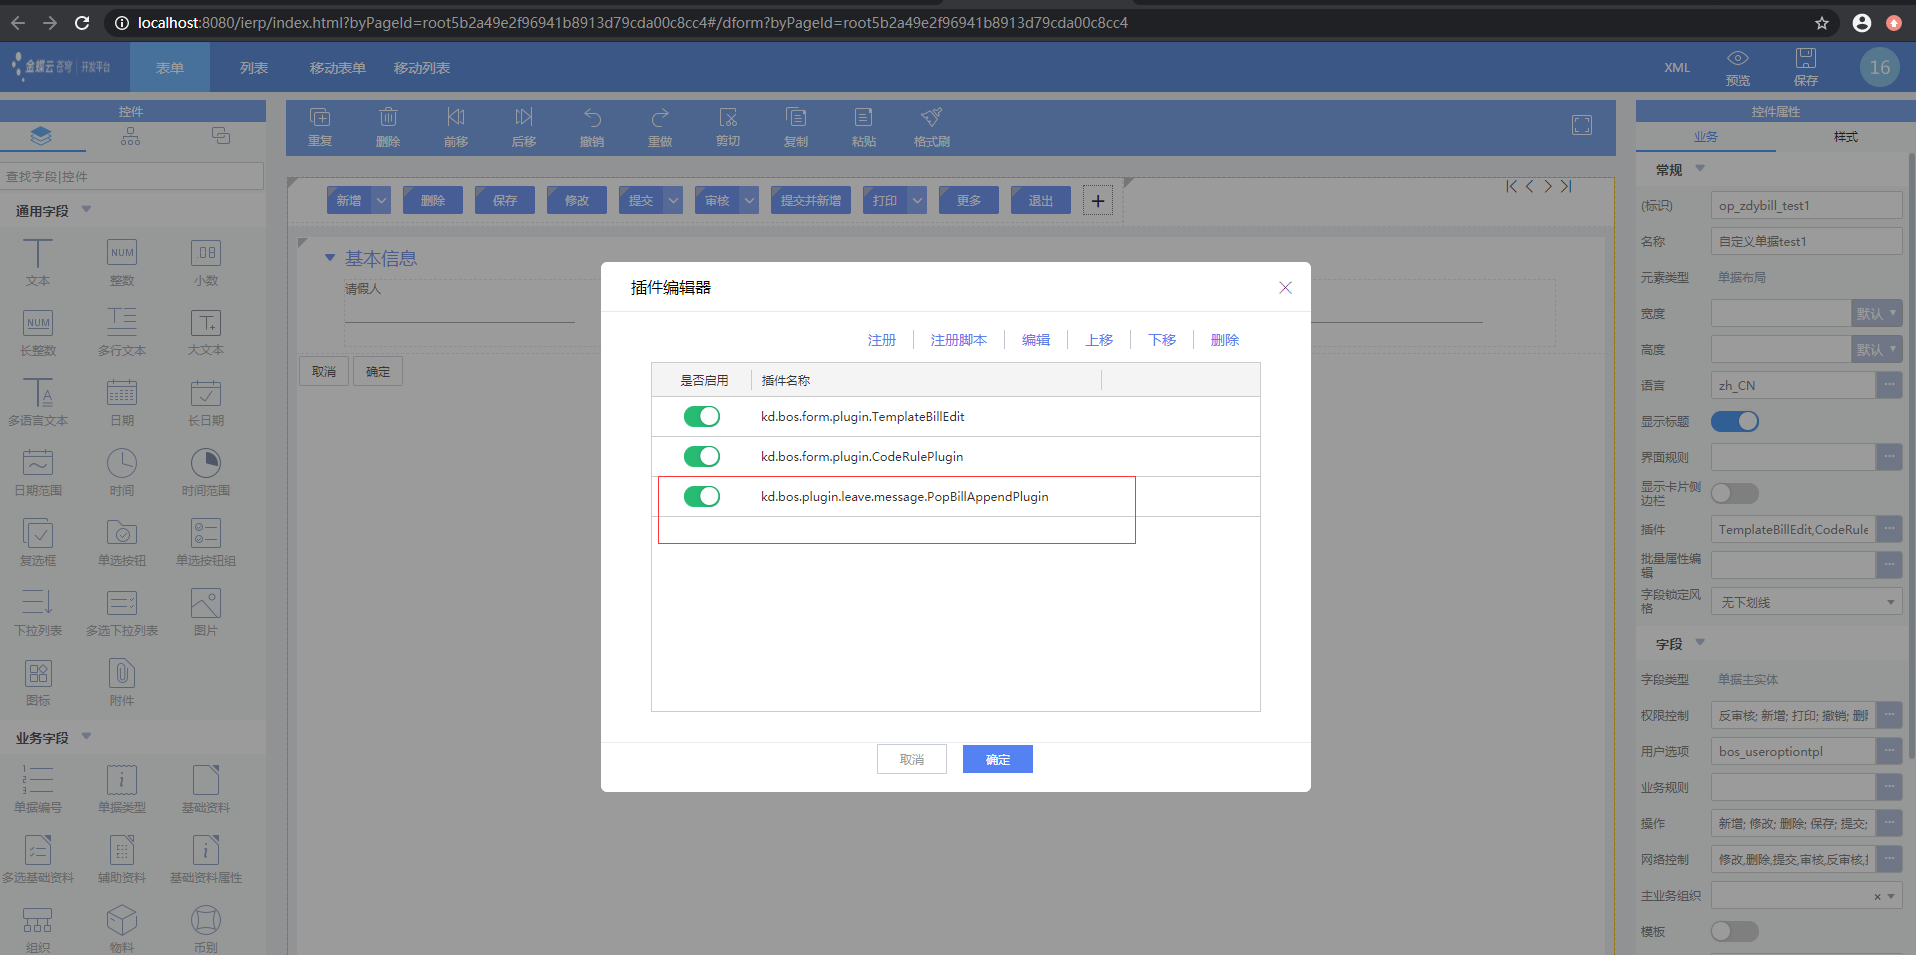 localhost:8080/ierp/index.html?byPageId=root5b2a49e2f96941b8913d79cda00c8cc4#/dform?byPageId=root5b2a49e2f96941b8913d79cda00c8cc4
金蝶云 苍穹 | 开发平台
表单 列表 移动表单 移动列表
XML 预览 保存 16
控件
查找字段|控件
通用字段
文本 整数 小数
长整数 多行文本 大文本
多语言文本 日期 长日期
日期范围 时间 时间范围
复选框 单选按钮 单选按钮组
下拉列表 多选下拉列表 图片
图标 附件
业务字段
单据编号 单据类型 基础资料
多选基础资料 辅助资料 基础资料属性
组织 物料 币别
重复 删除 前移 后移 撤销 重做 剪切 复制 粘贴 格式刷
新增 删除 保存 修改 提交 审核 提交并新增 打印 更多 退出 +
基本信息
请假人
取消 确定
插件编辑器
注册 注册脚本 编辑 上移 下移 删除
是否启用 插件名称
kd.bos.form.plugin.TemplateBillEdit
kd.bos.form.plugin.CodeRulePlugin
kd.bos.plugin.leave.message.PopBillAppendPlugin
取消 确定
控件属性
业务 样式
常规
(标识) op_zdybill_test1
名称 自定义单据test1
元素类型 单据布局
宽度 默认
高度 默认
语言 zh_CN
显示标题
界面规则
显示卡片侧
边栏
插件 TemplateBillEdit,CodeRule
批量属性编
辑
字段锁定风
格 无下划线
字段
字段类型 单据主实体
权限控制 反审核; 新增; 打印; 撤销; 删
用户选项 bos_useroptiontpl
业务规则
操作 新增; 修改; 删除; 保存; 提交;
网络控制 修改,删除,提交,审核,反审核,
主业务组织
模板